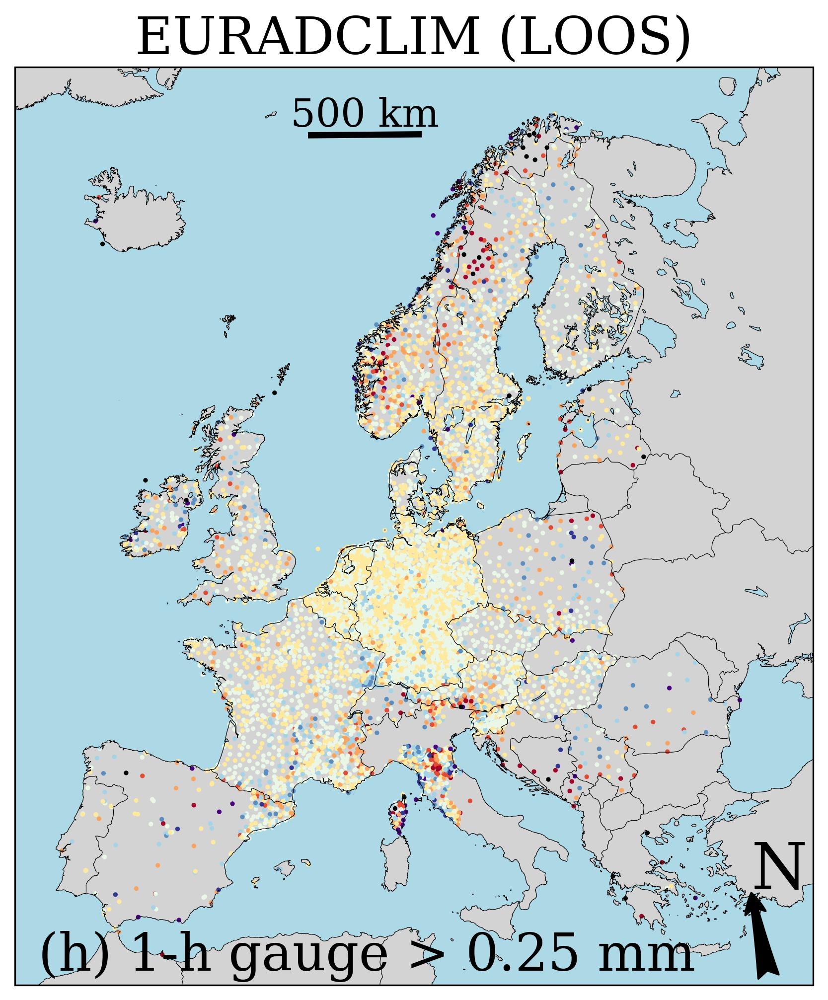 EURADCLIM (LOOS)
500 km
N
(h) 1-h gauge > 0.25 mm